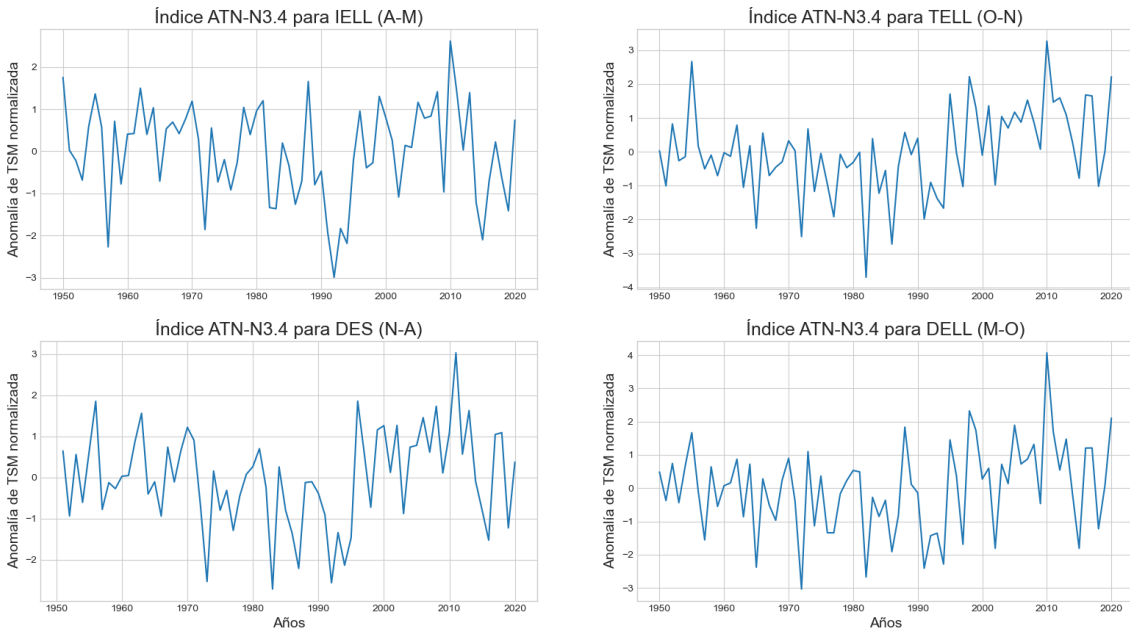 Índice ATN-N3.4 para IELL (A-M)
Anomalía de TSM normalizada
2
1
0
−1
−2
−3
1950 1960 1970 1980 1990 2000 2010 2020
Índice ATN-N3.4 para TELL (O-N)
Anomalía de TSM normalizada
3
2
1
0
−1
−2
−3
−4
1950 1960 1970 1980 1990 2000 2010 2020
Índice ATN-N3.4 para DES (N-A)
Anomalía de TSM normalizada
3
2
1
0
−1
−2
1950 1960 1970 1980 1990 2000 2010 2020
Años
Índice ATN-N3.4 para DELL (M-O)
Anomalía de TSM normalizada
4
3
2
1
0
−1
−2
−3
1950 1960 1970 1980 1990 2000 2010 2020
Años